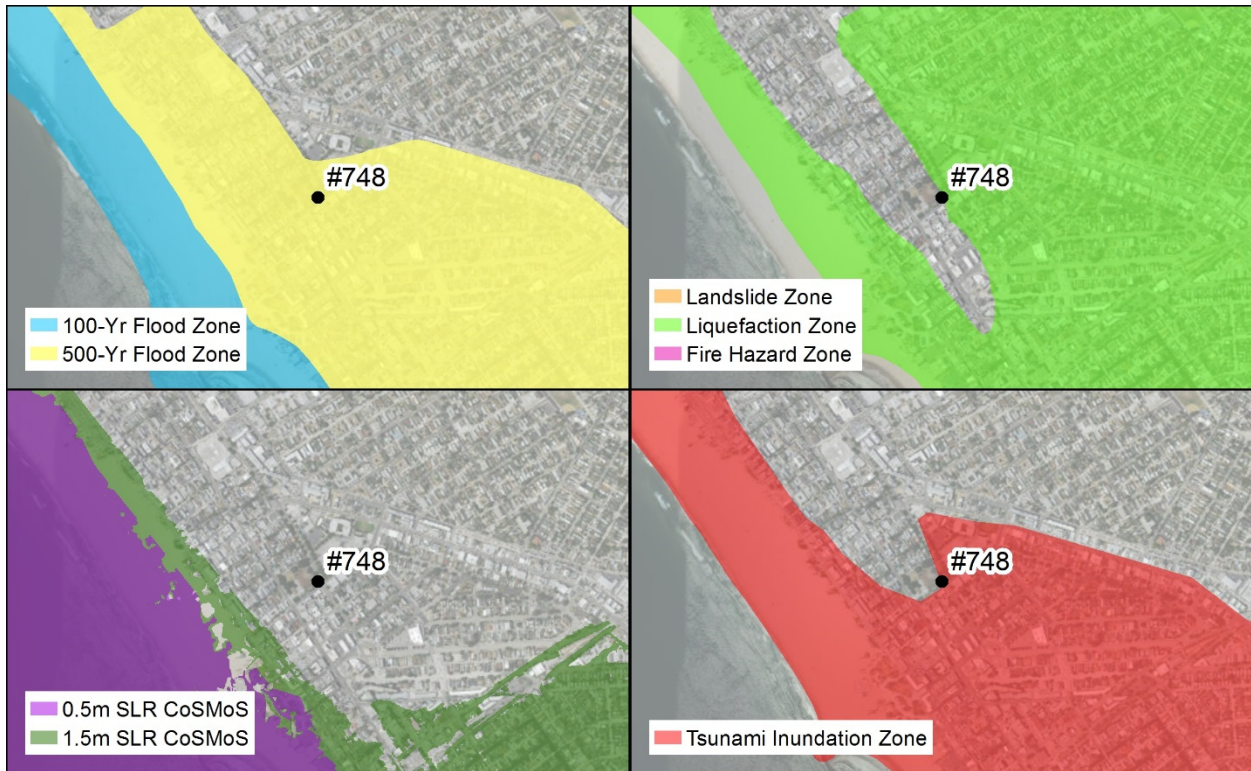 #748
100-Yr Flood Zone
500-Yr Flood Zone
#748
Landslide Zone
Liquefaction Zone
Fire Hazard Zone
#748
0.5m SLR CoSMoS
1.5m SLR CoSMoS
#748
Tsunami Inundation Zone